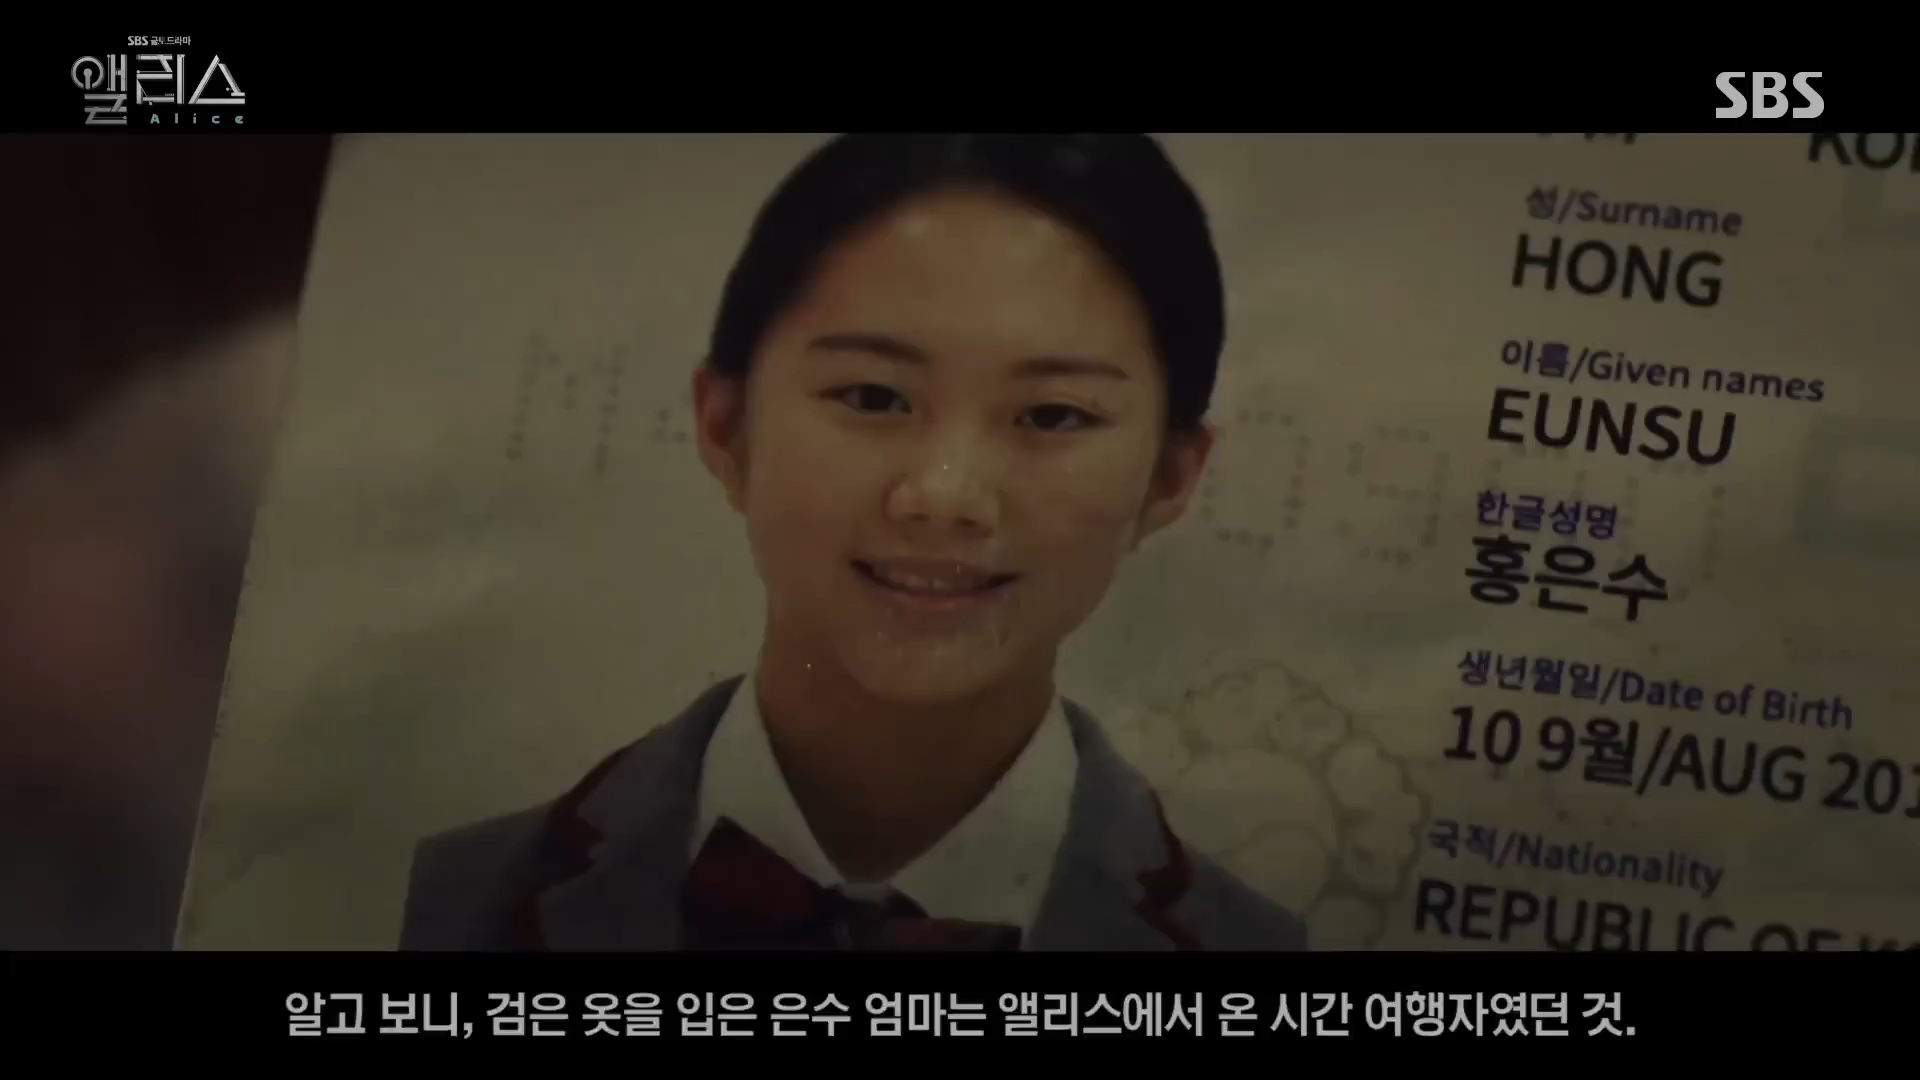 SBS 금토드라마
앨리스
Alice
SBS
성/Surname
HONG
이름/Given names
EUNSU
한글성명
홍은수
생년월일/Date of Birth
10 9월/AUG 201
국적/Nationality
REPUBLIC OF
알고 보니, 검은 옷을 입은 은수 엄마는 앨리스에서 온 시간 여행자였던 것.